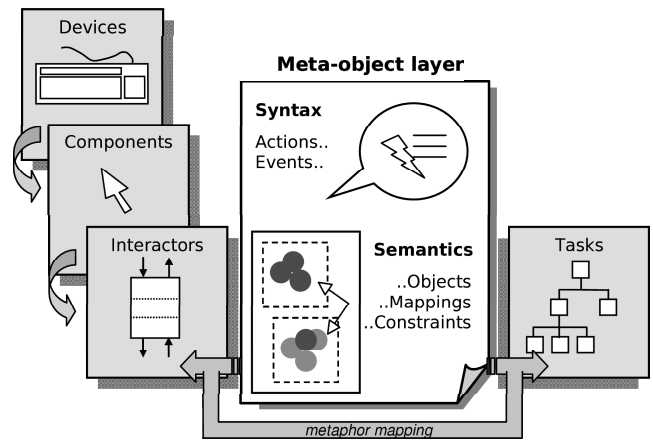 Devices
Meta-object layer
Syntax
Actions..
Events..
Components
Interactors
Semantics
..Objects
..Mappings
..Constraints
Tasks
metaphor mapping